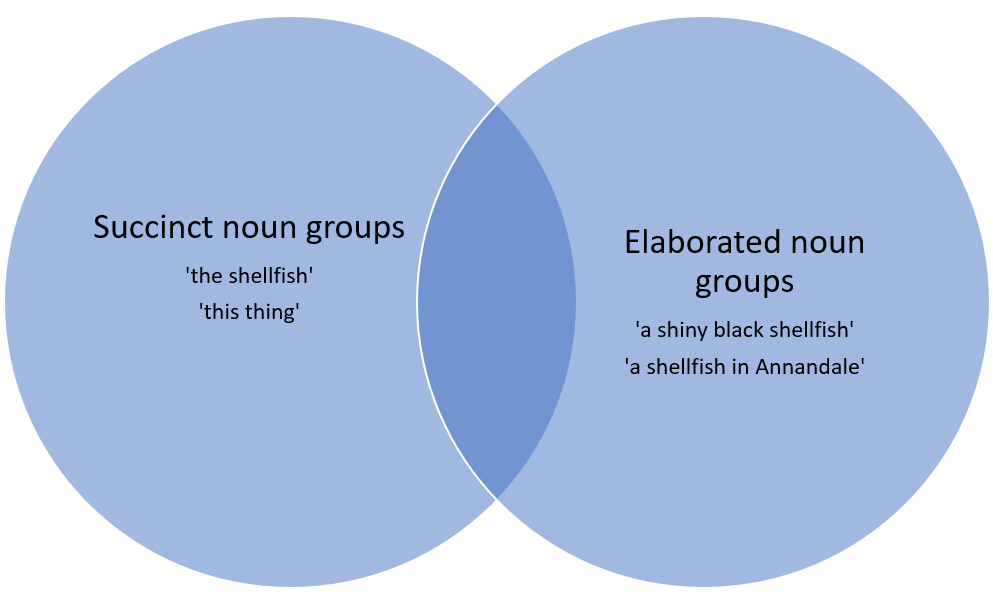 Succinct noun groups
'the shellfish'
'this thing'
Elaborated noun
groups
'a shiny black shellfish'
'a shellfish in Annandale'